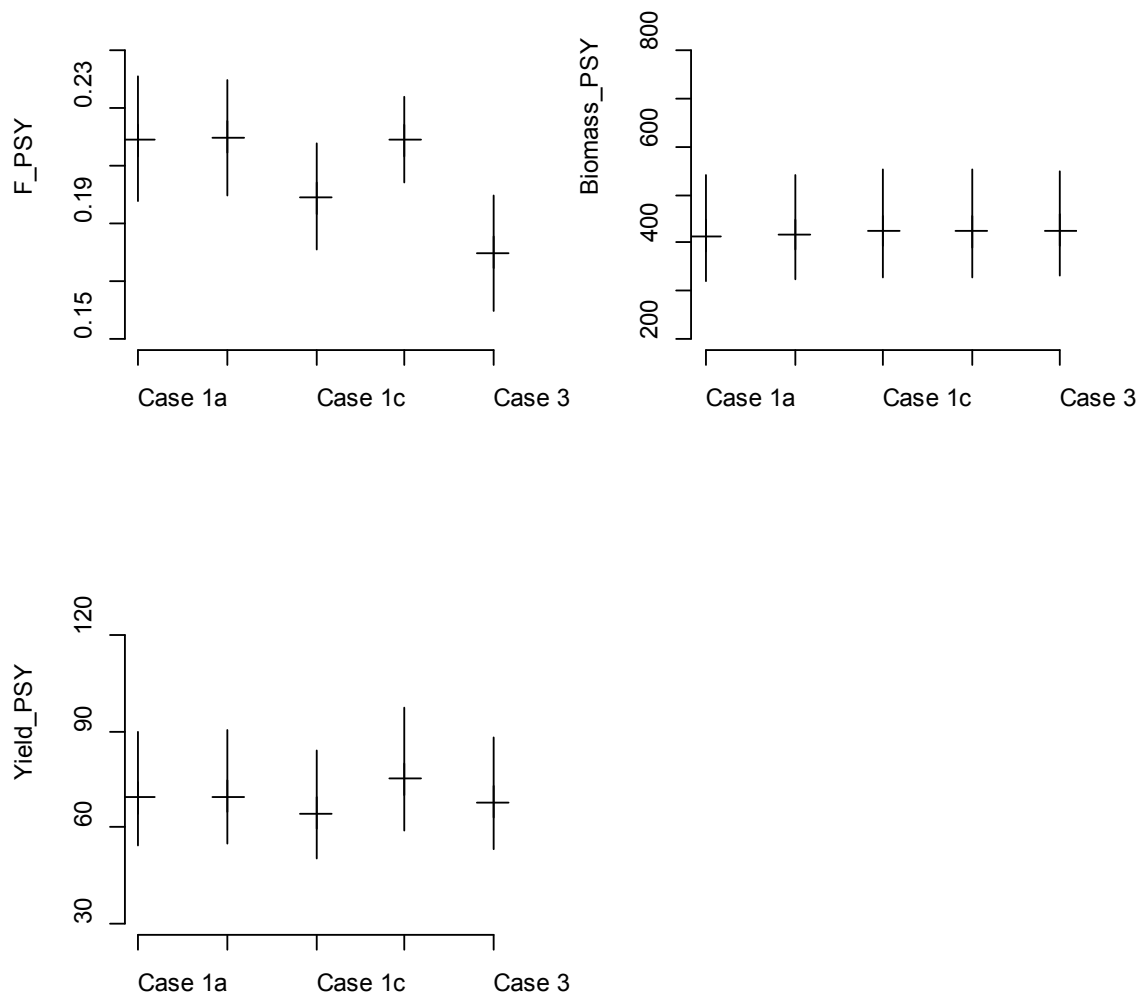 F_PSY
0.23
0.19
0.15
Case 1a
Case 1c
Case 3
Biomass_PSY
800
600
400
200
Case 1a
Case 1c
Case 3
Yield_PSY
120
90
60
30
Case 1a
Case 1c
Case 3